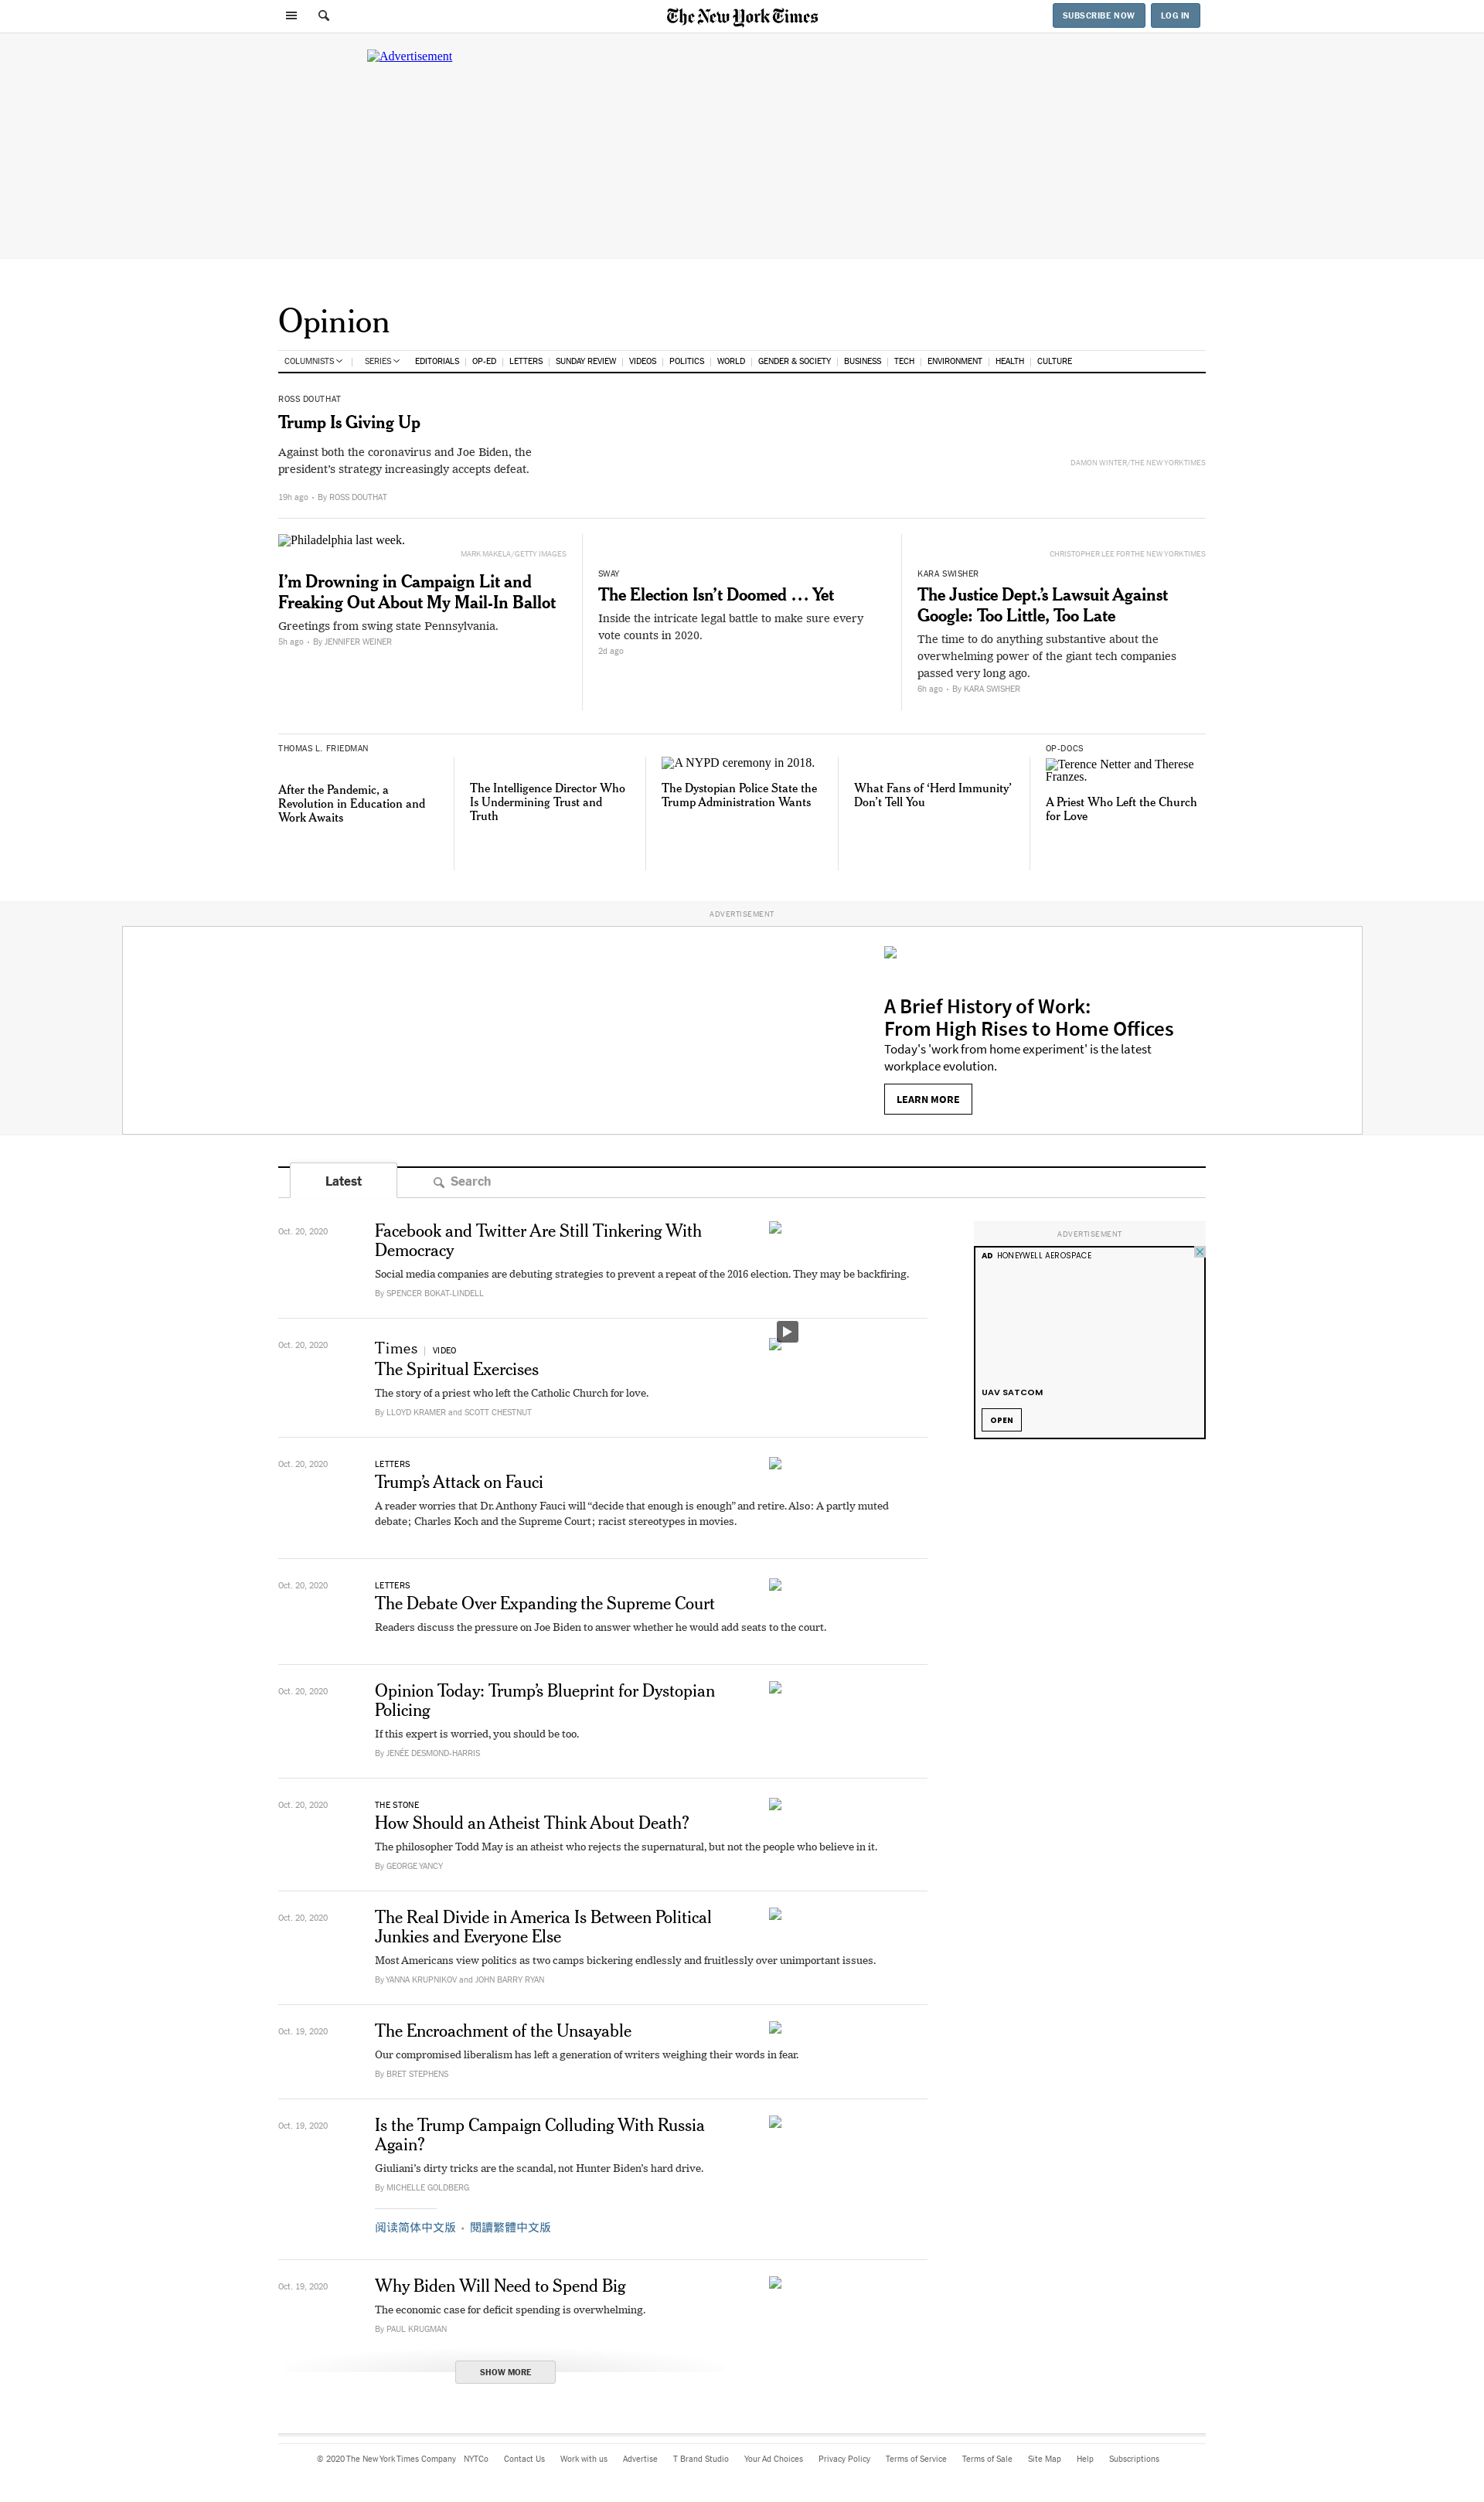 The New York Times
SUBSCRIBE NOW
LOG IN
Advertisement
Opinion
COLUMNISTS | SERIES EDITORIALS | OP-ED | LETTERS | SUNDAY REVIEW | VIDEOS | POLITICS | WORLD | GENDER & SOCIETY | BUSINESS | TECH | ENVIRONMENT | HEALTH | CULTURE
ROSS DOUTHAT
Trump Is Giving Up
Against both the coronavirus and Joe Biden, the
president's strategy increasingly accepts defeat.
19h ago • By ROSS DOUTHAT
DAMON WINTER/THE NEW YORK TIMES
Philadelphia last week.
MARK MAKELA/GETTY IMAGES
I'm Drowning in Campaign Lit and
Freaking Out About My Mail-In Ballot
Greetings from swing state Pennsylvania.
5h ago • By JENNIFER WEINER
SWAY
The Election Isn't Doomed … Yet
Inside the intricate legal battle to make sure every
vote counts in 2020.
2d ago
CHRISTOPHER LEE FOR THE NEW YORK TIMES
KARA SWISHER
The Justice Dept.'s Lawsuit Against
Google: Too Little, Too Late
The time to do anything substantive about the
overwhelming power of the giant tech companies
passed very long ago.
6h ago • By KARA SWISHER
THOMAS L. FRIEDMAN
After the Pandemic, a
Revolution in Education and
Work Awaits
The Intelligence Director Who
Is Undermining Trust and
Truth
A NYPD ceremony in 2018.
The Dystopian Police State the
Trump Administration Wants
What Fans of 'Herd Immunity'
Don't Tell You
OP-DOCS
Terence Netter and Therese
Franzes.
A Priest Who Left the Church
for Love
ADVERTISEMENT
A Brief History of Work:
From High Rises to Home Offices
Today's 'work from home experiment' is the latest
workplace evolution.
LEARN MORE
Latest
Search
Oct. 20, 2020
Facebook and Twitter Are Still Tinkering With
Democracy
Social media companies are debuting strategies to prevent a repeat of the 2016 election. They may be backfiring.
By SPENCER BOKAT-LINDELL
ADVERTISEMENT
AD HONEYWELL AEROSPACE
UAV SATCOM
OPEN
Oct. 20, 2020
Times | VIDEO
The Spiritual Exercises
The story of a priest who left the Catholic Church for love.
By LLOYD KRAMER and SCOTT CHESTNUT
Oct. 20, 2020
LETTERS
Trump's Attack on Fauci
A reader worries that Dr. Anthony Fauci will “decide that enough is enough” and retire. Also: A partly muted
debate; Charles Koch and the Supreme Court; racist stereotypes in movies.
Oct. 20, 2020
LETTERS
The Debate Over Expanding the Supreme Court
Readers discuss the pressure on Joe Biden to answer whether he would add seats to the court.
Oct. 20, 2020
Opinion Today: Trump's Blueprint for Dystopian
Policing
If this expert is worried, you should be too.
By JENÉE DESMOND-HARRIS
Oct. 20, 2020
THE STONE
How Should an Atheist Think About Death?
The philosopher Todd May is an atheist who rejects the supernatural, but not the people who believe in it.
By GEORGE YANCY
Oct. 20, 2020
The Real Divide in America Is Between Political
Junkies and Everyone Else
Most Americans view politics as two camps bickering endlessly and fruitlessly over unimportant issues.
By YANNA KRUPNIKOV and JOHN BARRY RYAN
Oct. 19, 2020
The Encroachment of the Unsayable
Our compromised liberalism has left a generation of writers weighing their words in fear.
By BRET STEPHENS
Oct. 19, 2020
Is the Trump Campaign Colluding With Russia
Again?
Giuliani's dirty tricks are the scandal, not Hunter Biden's hard drive.
By MICHELLE GOLDBERG
阅读简体中文版 • 閱讀繁體中文版
Oct. 19, 2020
Why Biden Will Need to Spend Big
The economic case for deficit spending is overwhelming.
By PAUL KRUGMAN
SHOW MORE
© 2020 The New York Times Company NYTCo Contact Us Work with us Advertise T Brand Studio Your Ad Choices Privacy Policy Terms of Service Terms of Sale Site Map Help Subscriptions